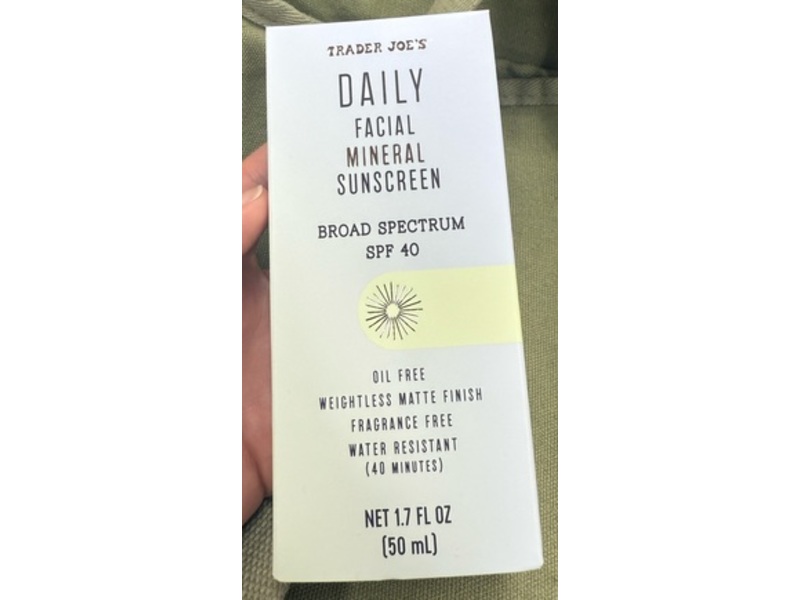 TRADER JOE'S
DAILY
FACIAL
MINERAL
SUNSCREEN
BROAD SPECTRUM
SPF 40
OIL FREE
WEIGHTLESS MATTE FINISH
FRAGRANCE FREE
WATER RESISTANT
(40 MINUTES)
NET 1.7 FL OZ
(50 mL)